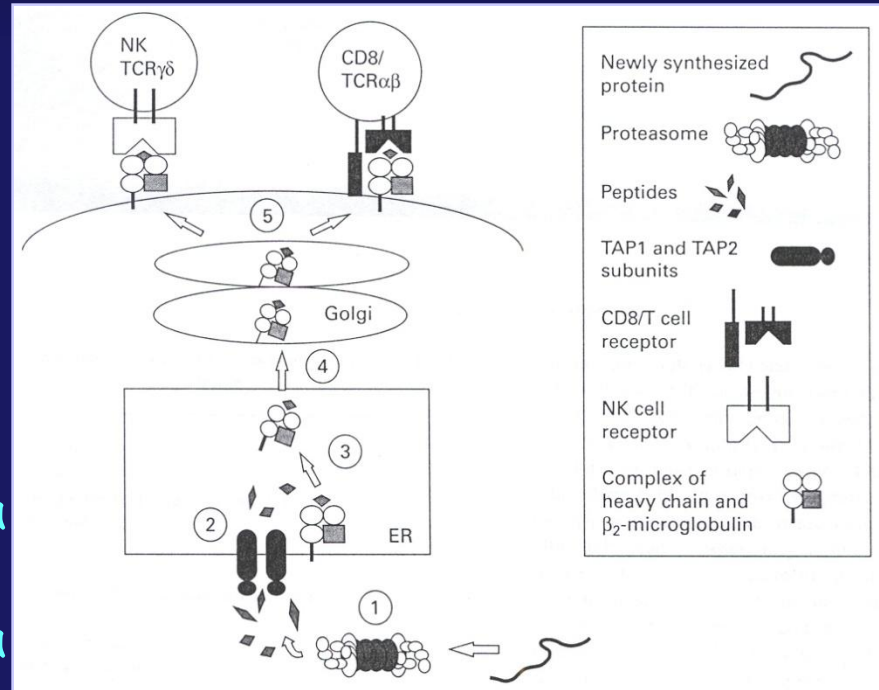 NK
TCRγδ
CD8/
TCRαβ
5
Golgi
4
3
2
ER
1
Newly synthesized
protein
Proteasome
Peptides
TAP1 and TAP2
subunits
CD8/T cell
receptor
NK cell
receptor
Complex of
heavy chain and
β₂-microglobulin